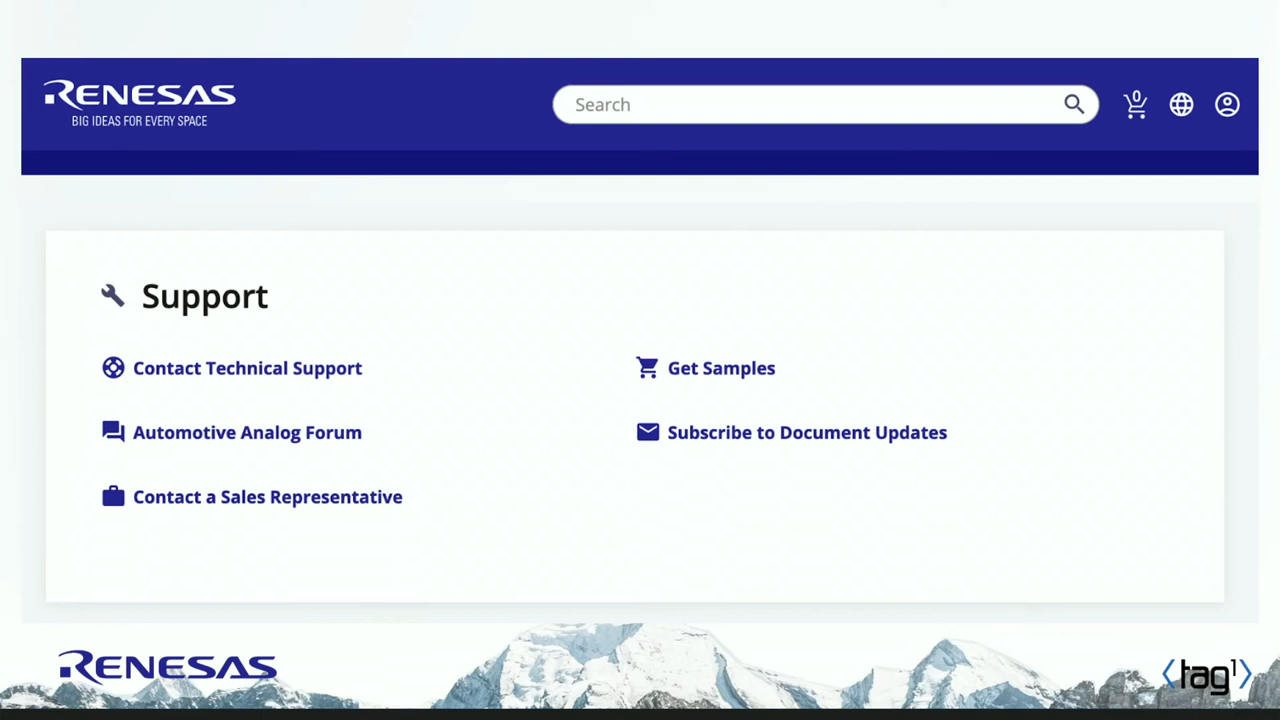 RENESAS
BIG IDEAS FOR EVERY SPACE
Search
0
Support
Contact Technical Support
Get Samples
Automotive Analog Forum
Subscribe to Document Updates
Contact a Sales Representative
RENESAS
<tag1>